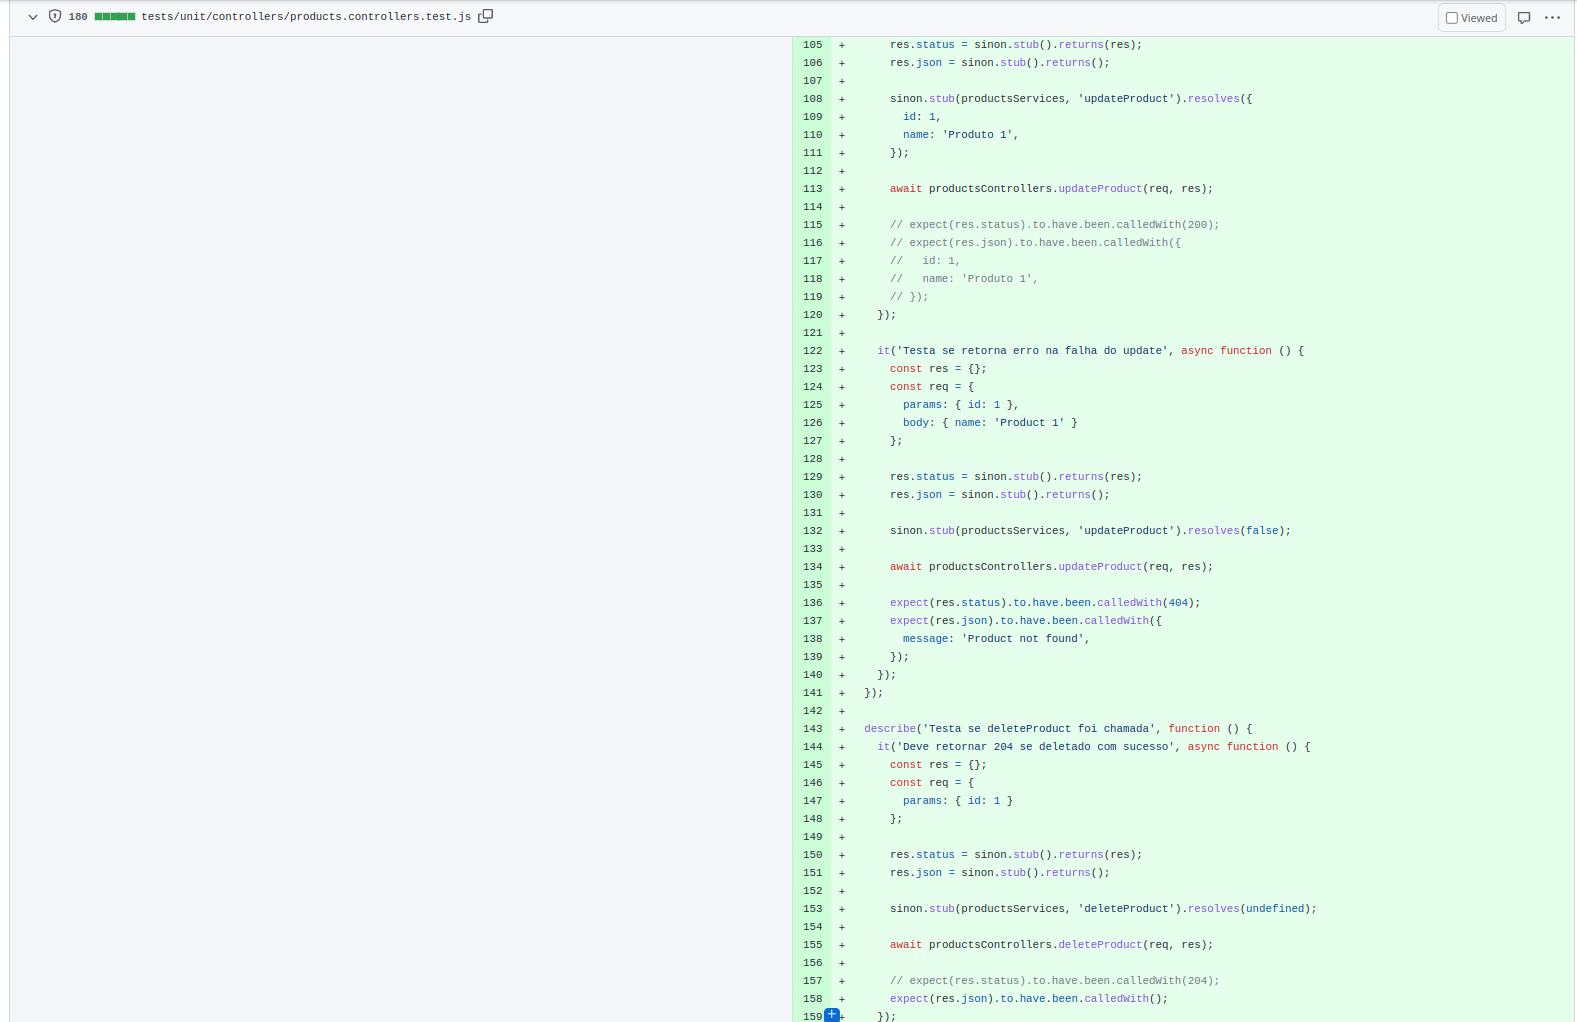 180 tests/unit/controllers/products.controllers.test.js Viewed
105 + res.status = sinon.stub().returns(res);
106 + res.json = sinon.stub().returns();
107 +
108 + sinon.stub(productsServices, 'updateProduct').resolves({
109 + id: 1,
110 + name: 'Produto 1',
111 + });
112 +
113 + await productsControllers.updateProduct(req, res);
114 +
115 + // expect(res.status).to.have.been.calledWith(200);
116 + // expect(res.json).to.have.been.calledWith({
117 + //   id: 1,
118 + //   name: 'Produto 1',
119 + // });
120 + });
121 +
122 + it('Testa se retorna erro na falha do update', async function () {
123 + const res = {};
124 + const req = {
125 + params: { id: 1 },
126 + body: { name: 'Product 1' }
127 + };
128 +
129 + res.status = sinon.stub().returns(res);
130 + res.json = sinon.stub().returns();
131 +
132 + sinon.stub(productsServices, 'updateProduct').resolves(false);
133 +
134 + await productsControllers.updateProduct(req, res);
135 +
136 + expect(res.status).to.have.been.calledWith(404);
137 + expect(res.json).to.have.been.calledWith({
138 + message: 'Product not found',
139 + });
140 + });
141 + });
142 +
143 + describe('Testa se deleteProduct foi chamada', function () {
144 + it('Deve retornar 204 se deletado com sucesso', async function () {
145 + const res = {};
146 + const req = {
147 + params: { id: 1 }
148 + };
149 +
150 + res.status = sinon.stub().returns(res);
151 + res.json = sinon.stub().returns();
152 +
153 + sinon.stub(productsServices, 'deleteProduct').resolves(undefined);
154 +
155 + await productsControllers.deleteProduct(req, res);
156 +
157 + // expect(res.status).to.have.been.calledWith(204);
158 + expect(res.json).to.have.been.calledWith();
159 + });